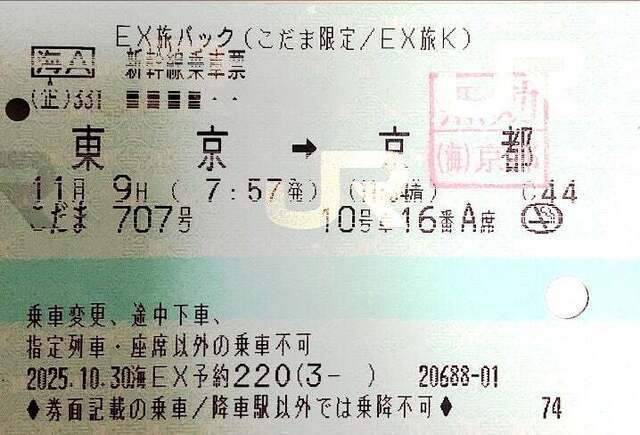 EX旅パック(こだま限定/EX旅K)
海A 新幹線乗車票
(正)331 ■■■■・・
東京 → 京都
11月 9日 ( 7:57発) C44
こだま 707号 10号車16番A席
(海)京都
乗車変更、途中下車、
指定列車・座席以外の乗車不可
2025.10.30海EX予約220(3- ) 20688-01
◆券面記載の乗車/降車駅以外では乗降不可◆ 74